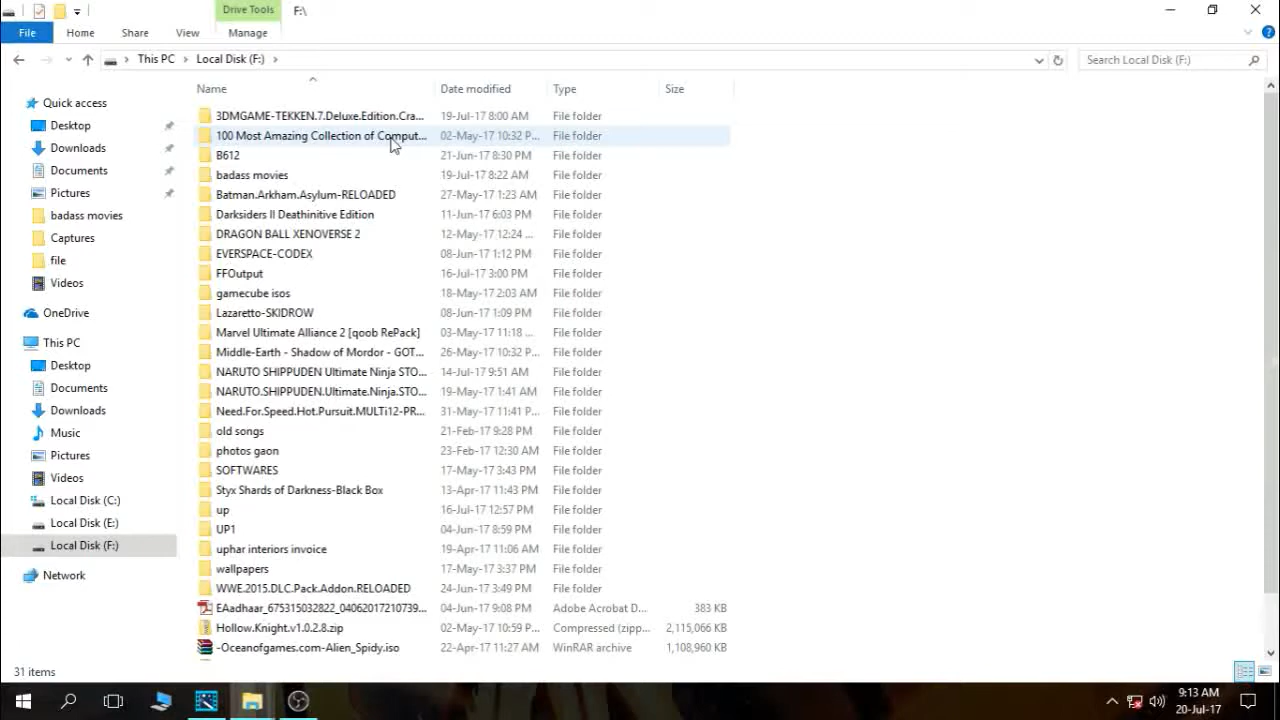 Drive Tools F:\
File Home Share View Manage
This PC Local Disk (F:) Search Local Disk (F:)
Name Date modified Type Size
Quick access
Desktop
Downloads
Documents
Pictures
badass movies
Captures
file
Videos
OneDrive
This PC
Desktop
Documents
Downloads
Music
Pictures
Videos
Local Disk (C:)
Local Disk (E:)
Local Disk (F:)
Network
3DMGAME-TEKKEN.7.Deluxe.Edition.Cra... 19-Jul-17 8:00 AM File folder
100 Most Amazing Collection of Comput... 02-May-17 10:32 P... File folder
B612 21-Jun-17 8:30 PM File folder
badass movies 19-Jul-17 8:22 AM File folder
Batman.Arkham.Asylum-RELOADED 27-May-17 1:23 AM File folder
Darksiders II Deathinitive Edition 11-Jun-17 6:03 PM File folder
DRAGON BALL XENOVERSE 2 12-May-17 12:24 ... File folder
EVERSPACE-CODEX 08-Jun-17 1:12 PM File folder
FFOutput 16-Jul-17 3:00 PM File folder
gamecube isos 18-May-17 2:03 AM File folder
Lazaretto-SKIDROW 08-Jun-17 1:09 PM File folder
Marvel Ultimate Alliance 2 [qoob RePack] 03-May-17 11:18 ... File folder
Middle-Earth - Shadow of Mordor - GOT... 26-May-17 10:32 P... File folder
NARUTO SHIPPUDEN Ultimate Ninja STO... 14-Jul-17 9:51 AM File folder
NARUTO.SHIPPUDEN.Ultimate.Ninja.STO... 19-May-17 1:41 AM File folder
Need.For.Speed.Hot.Pursuit.MULTi12-PR... 31-May-17 11:41 P... File folder
old songs 21-Feb-17 9:28 PM File folder
photos gaon 23-Feb-17 12:30 AM File folder
SOFTWARES 17-May-17 3:43 PM File folder
Styx Shards of Darkness-Black Box 13-Apr-17 11:43 PM File folder
up 16-Jul-17 12:57 PM File folder
UP1 04-Jun-17 8:59 PM File folder
uphar interiors invoice 19-Apr-17 11:06 AM File folder
wallpapers 17-May-17 3:37 PM File folder
WWE.2015.DLC.Pack.Addon.RELOADED 24-Jun-17 3:49 PM File folder
EAadhaar_675315032822_04062017210739... 04-Jun-17 9:08 PM Adobe Acrobat D... 383 KB
Hollow.Knight.v1.0.2.8.zip 02-May-17 10:59 P... Compressed (zipp... 2,115,066 KB
-Oceanofgames.com-Alien_Spidy.iso 22-Apr-17 11:27 AM WinRAR archive 1,108,960 KB
31 items
9:13 AM
20-Jul-17